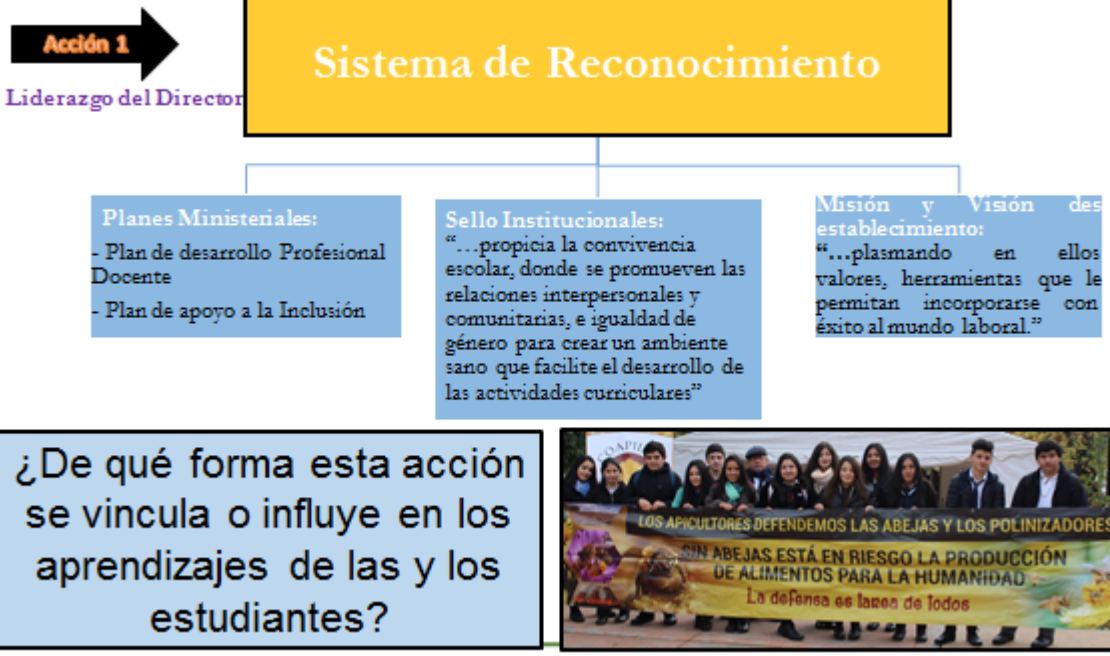 Acción 1
Liderazgo del Director
Sistema de Reconocimiento
Planes Ministeriales:
- Plan de desarrollo Profesional
Docente
- Plan de apoyo a la Inclusión
Sello Institucionales:
“...propicia la convivencia
escolar, donde se promueven las
relaciones interpersonales y
comunitarias, e igualdad de
género para crear un ambiente
sano que facilite el desarrollo de
las actividades curriculares”
Misión y Visión des
establecimiento:
“...plasmando en ellos
valores, herramientas que le
permitan incorporarse con
éxito al mundo laboral.”
¿De qué forma esta acción
se vincula o influye en los
aprendizajes de las y los
estudiantes?
LOS APICULTORES DEFENDEMOS LAS ABEJAS Y LOS POLINIZADORES
SIN ABEJAS ESTÁ EN RIESGO LA PRODUCCIÓN
DE ALIMENTOS PARA LA HUMANIDAD
La defensa es tarea de todos